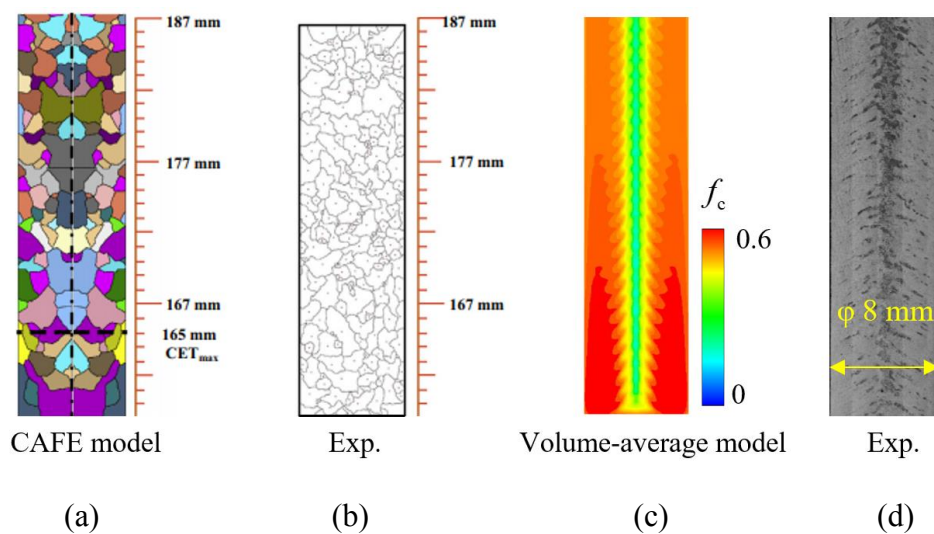 187 mm
177 mm
167 mm
165 mm
CETmax
CAFE model
(a)
187 mm
177 mm
167 mm
Exp.
(b)
fc
0.6
0
Volume-average model
(c)
φ 8 mm
Exp.
(d)